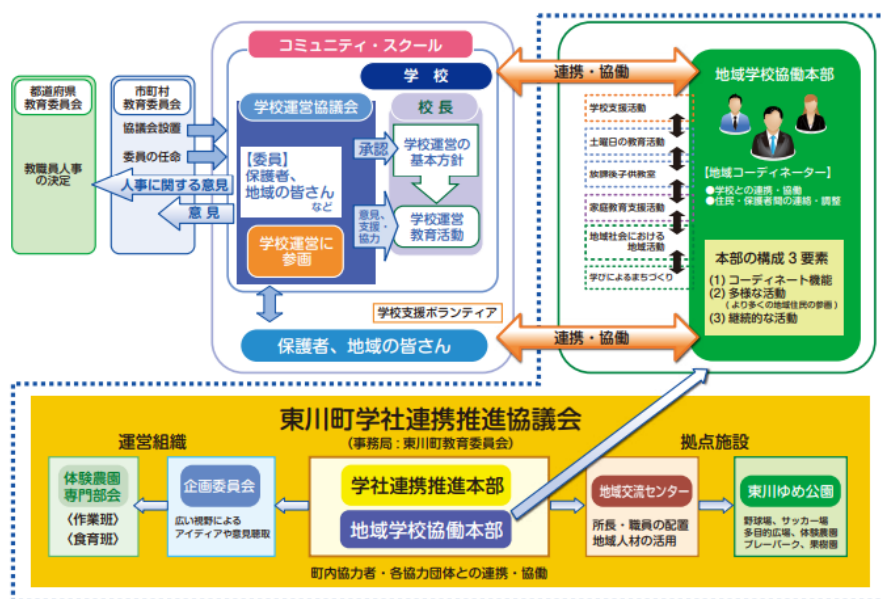 コミュニティ・スクール
学 校
都道府県
教育委員会
教職員人事
の決定
市町村
教育委員会
協議会設置
委員の任命
人事に関する意見
意 見
学校運営協議会
【委員】
保護者、
地域の皆さん
など
学校運営に
参画
承認
意見、
支援・
協力
校 長
学校運営の
基本方針
学校運営
教育活動
学校支援ボランティア
保護者、地域の皆さん
連携・協働
学校支援活動
土曜日の教育活動
放課後子供教室
家庭教育支援活動
地域社会における
地域活動
学びによるまちづくり
連携・協働
地域学校協働本部
【地域コーディネーター】
●学校との連携・協働
●住民・保護者間の連絡・調整
本部の構成3要素
(1) コーディネート機能
(2) 多様な活動
(より多くの地域住民の参画)
(3) 継続的な活動
東川町学社連携推進協議会
(事務局:東川町教育委員会)
運営組織
体験農園
専門部会
〈作業班〉
〈食育班〉
企画委員会
広い視野による
アイディアや意見聴取
学社連携推進本部
地域学校協働本部
拠点施設
地域交流センター
所長・職員の配置
地域人材の活用
東川ゆめ公園
野球場、サッカー場
多目的広場、体験農園
プレーパーク、果樹園
町内協力者・各協力団体との連携・協働